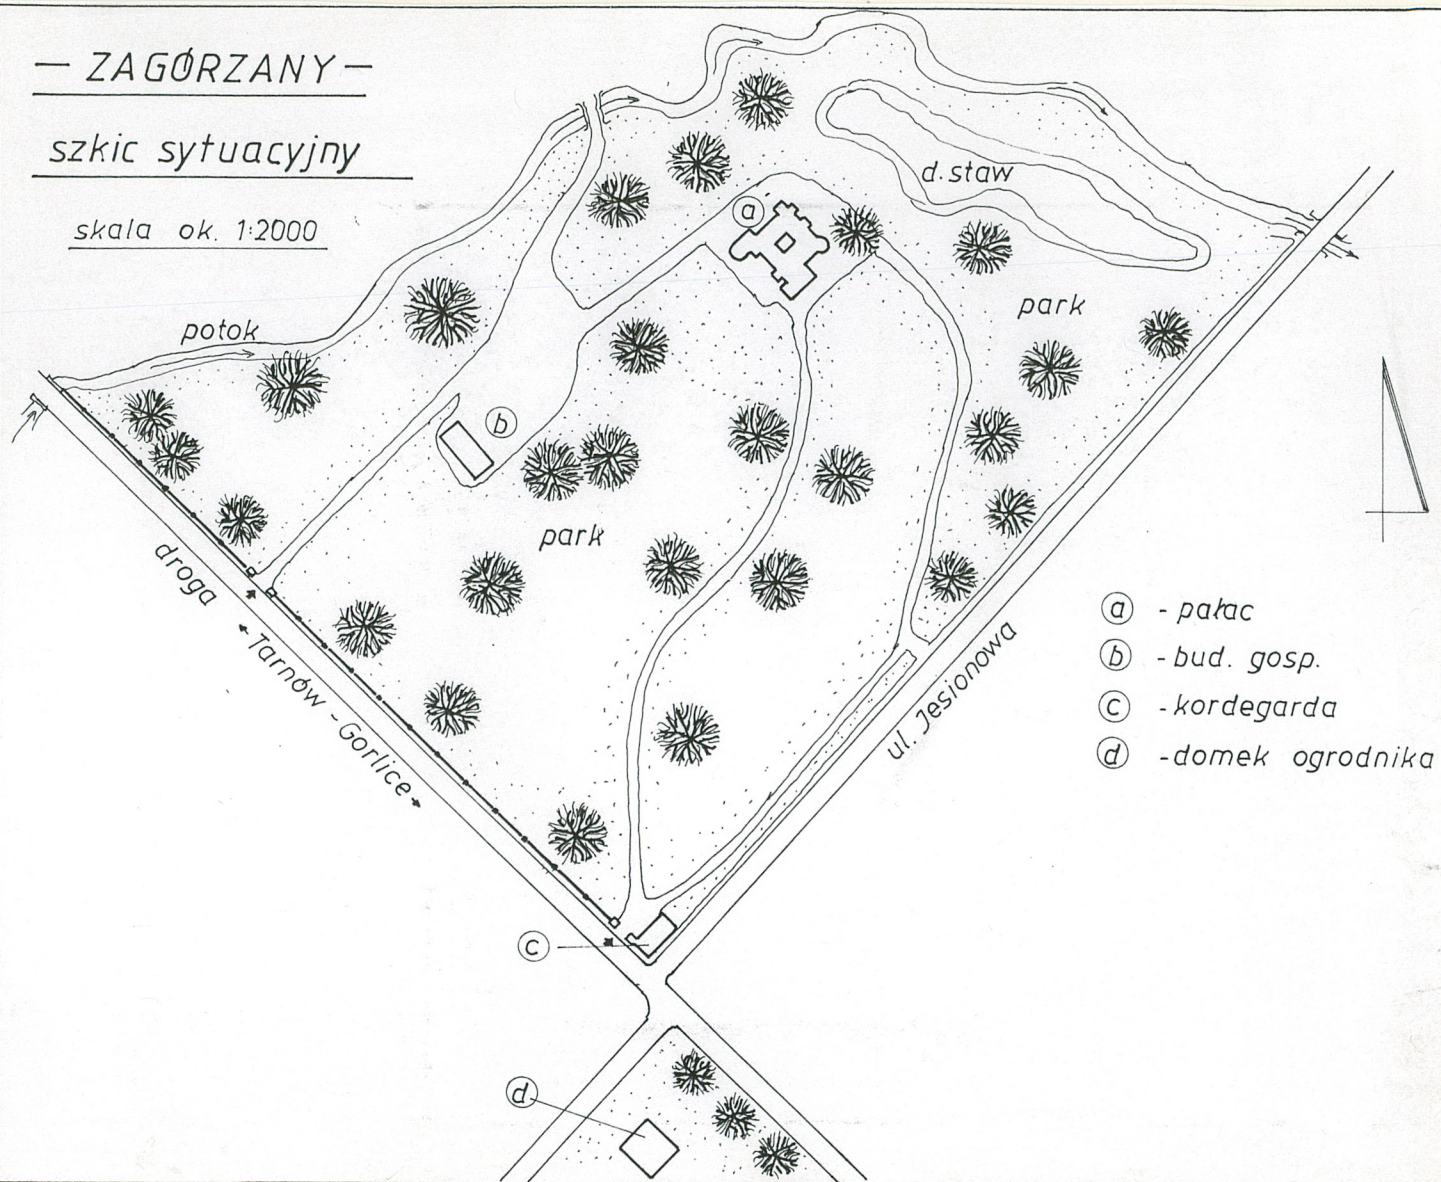 — ZAGÓRZANY —
szkic sytuacyjny
skala ok. 1:2000
d. staw
a
park
potok
b
park
droga
Tarnów - Gorlice
ul. Jesionowa
a - pałac
b - bud. gosp.
c - kordegarda
d - domek ogrodnika
c
d